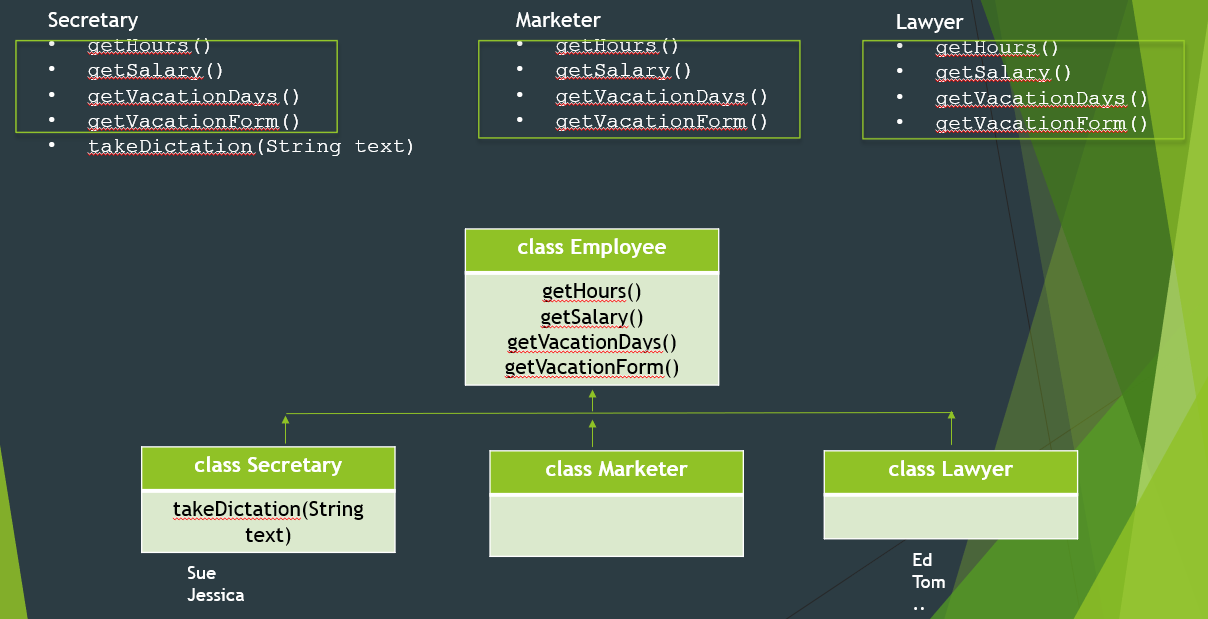 Secretary
• getHours()
• getSalary()
• getVacationDays()
• getVacationForm()
• takeDictation(String text)
Marketer
• getHours()
• getSalary()
• getVacationDays()
• getVacationForm()
Lawyer
• getHours()
• getSalary()
• getVacationDays()
• getVacationForm()
class Employee
getHours()
getSalary()
getVacationDays()
getVacationForm()
class Secretary
takeDictation(String
text)
Sue
Jessica
class Marketer
class Lawyer
Ed
Tom
..